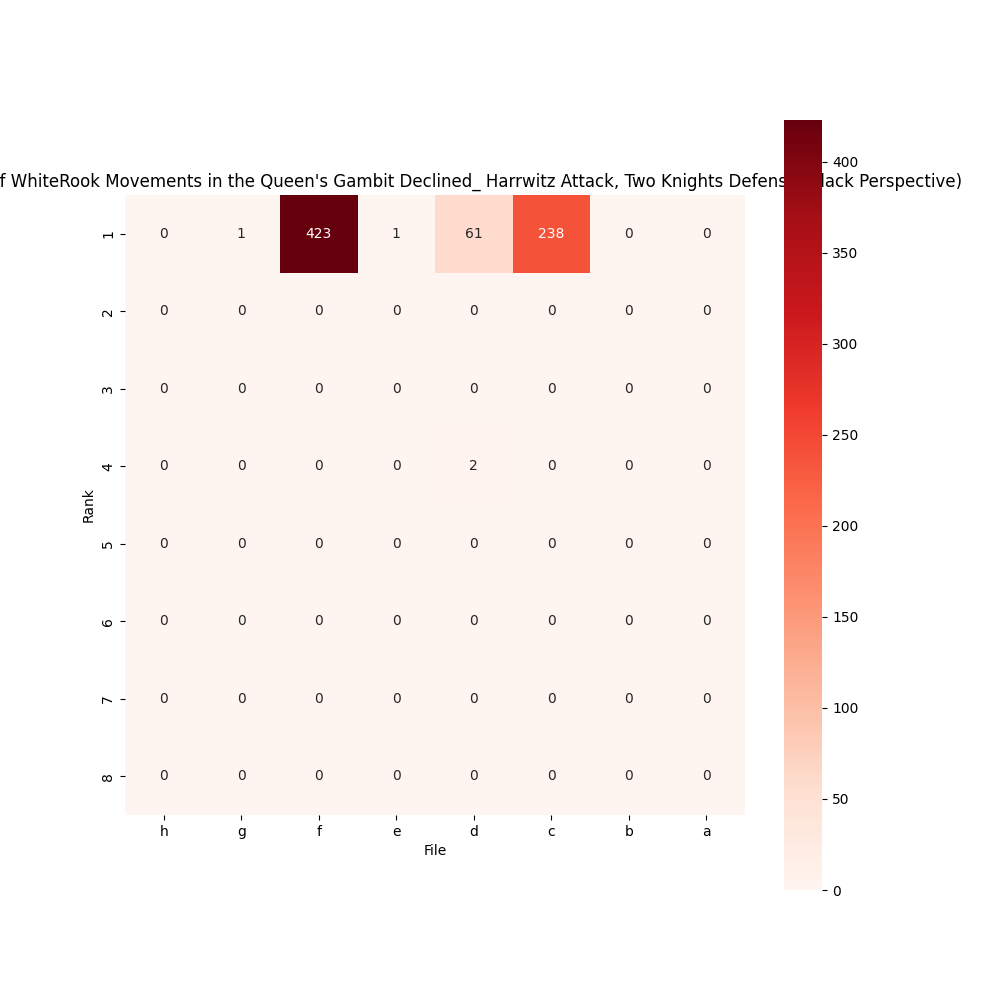 f WhiteRook Movements in the Queen's Gambit Declined_ Harrwitz Attack, Two Knights Defens lack Perspective)
400
350
300
250
200
150
100
50
0
1 0 1 423 1 61 238 0 0
2 0 0 0 0 0 0 0 0
3 0 0 0 0 0 0 0 0
4 0 0 0 0 2 0 0 0
5 0 0 0 0 0 0 0 0
6 0 0 0 0 0 0 0 0
7 0 0 0 0 0 0 0 0
8 0 0 0 0 0 0 0 0
Rank
h g f e d c b a
File